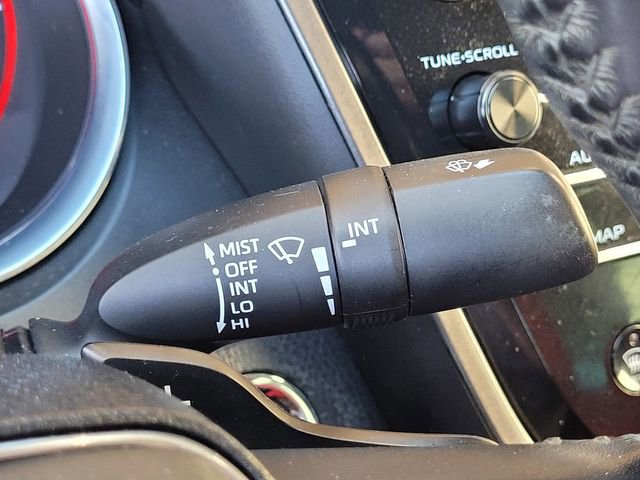 TUNE•SCROLL
MIST
OFF
INT
LO
HI
INT
MAP